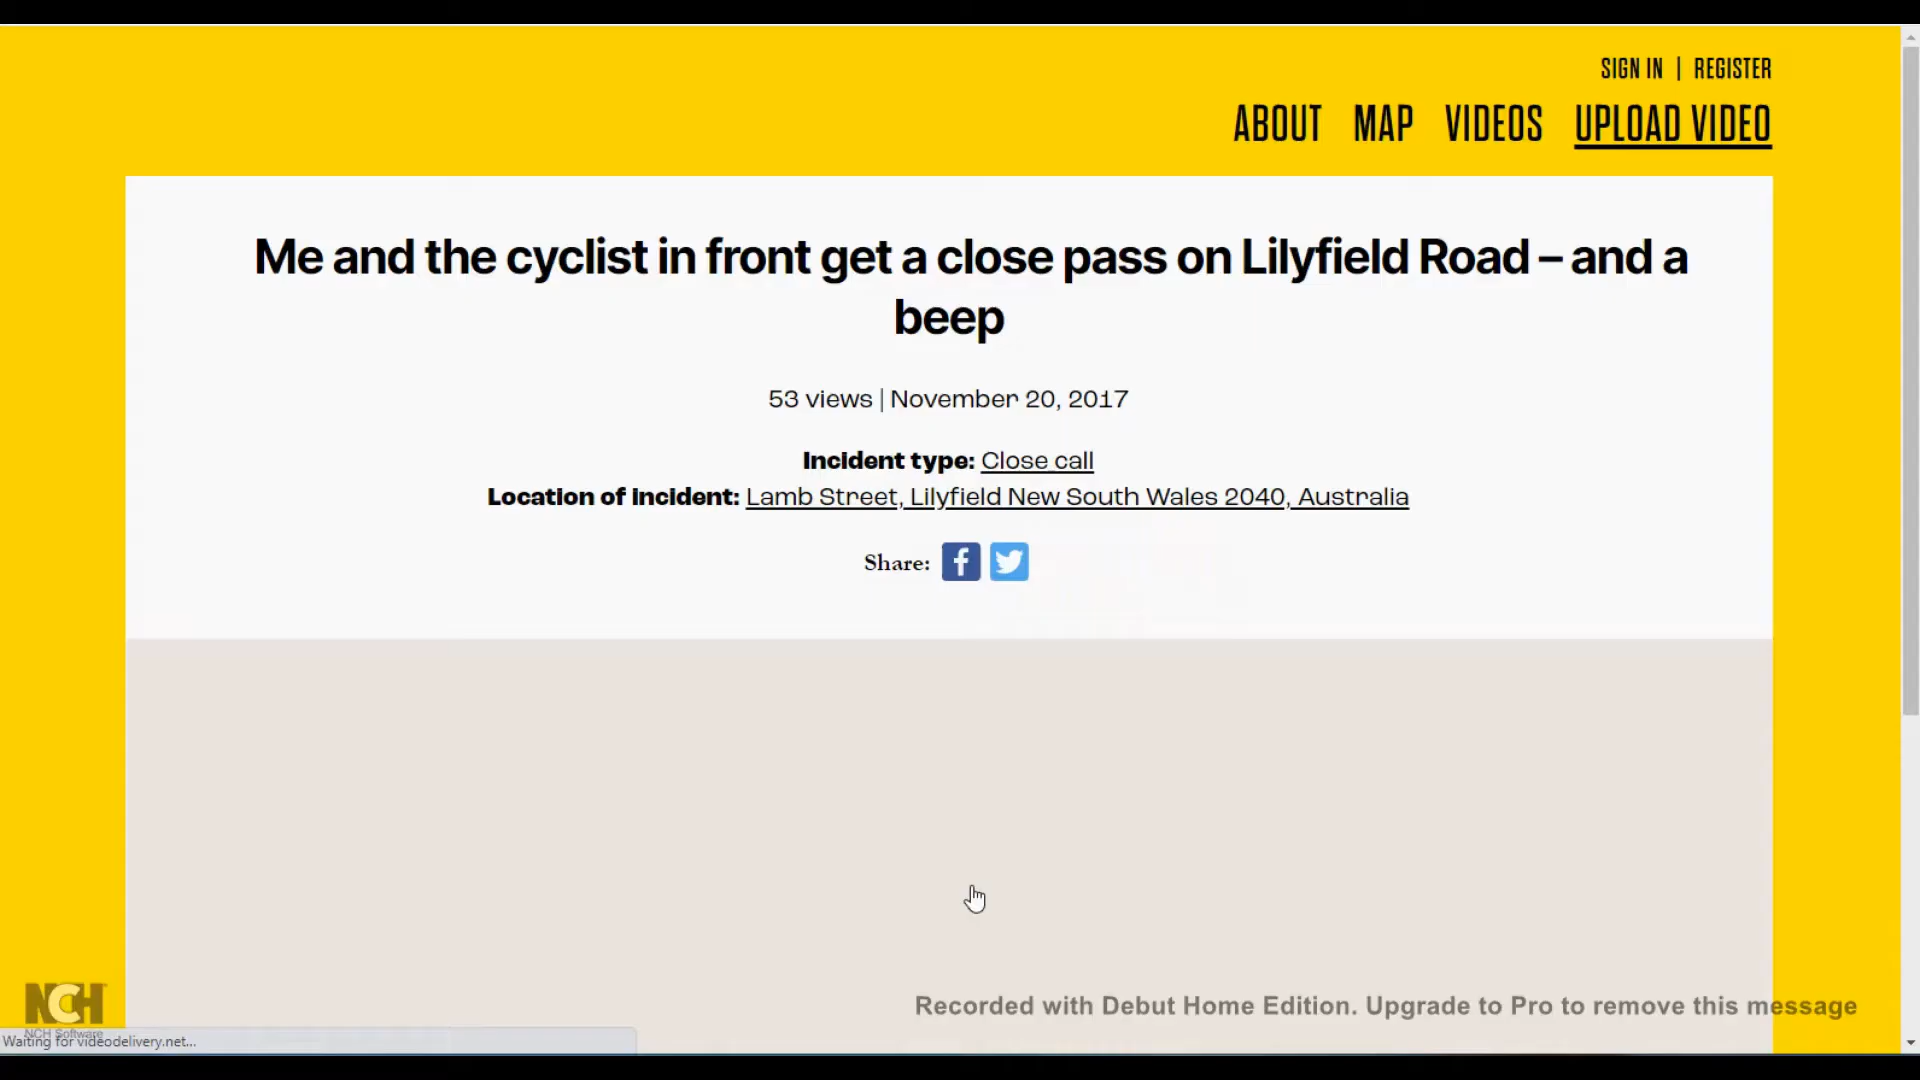 SIGN IN | REGISTER
ABOUT MAP VIDEOS UPLOAD VIDEO
Me and the cyclist in front get a close pass on Lilyfield Road – and a
beep
53 views | November 20, 2017
Incident type: Close call
Location of incident: Lamb Street, Lilyfield New South Wales 2040, Australia
Share:
NCH
NCH Software
Recorded with Debut Home Edition. Upgrade to Pro to remove this message
Waiting for videodelivery.net...